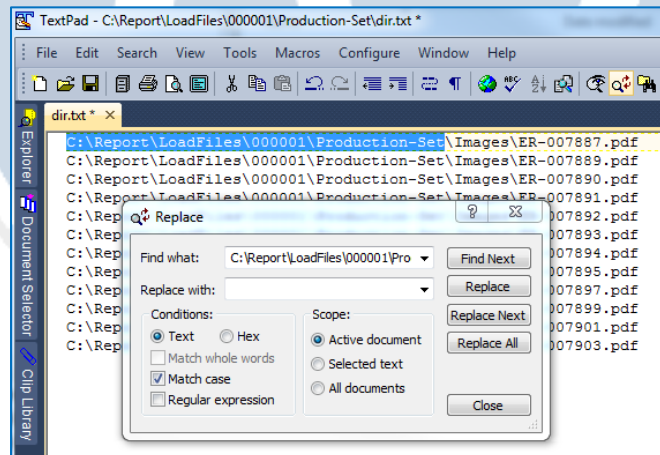 TextPad - C:\Report\LoadFiles\000001\Production-Set\dir.txt *
File Edit Search View Tools Macros Configure Window Help
dir.txt * ×
Explorer
Document Selector
Clip Library
C:\Report\LoadFiles\000001\Production-Set\Images\ER-007887.pdf
C:\Report\LoadFiles\000001\Production-Set\Images\ER-007889.pdf
C:\Report\LoadFiles\000001\Production-Set\Images\ER-007890.pdf
C:\Report\LoadFiles\000001\Production-Set\Images\ER-007891.pdf
C:\Rep 007892.pdf
C:\Rep 007893.pdf
C:\Rep 007894.pdf
C:\Rep 007895.pdf
C:\Rep 007897.pdf
C:\Rep 007899.pdf
C:\Rep 007901.pdf
C:\Rep 007903.pdf
Replace
Find what: C:\Report\LoadFiles\000001\Pro
Find Next
Replace with:
Replace
Conditions:
Scope:
Replace Next
Text Hex
Active document
Replace All
Match whole words
Selected text
Match case
All documents
Regular expression
Close